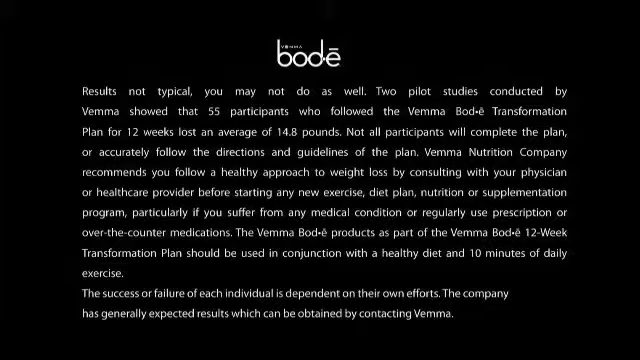 VEMMA
bod•ē
Results not typical, you may not do as well. Two pilot studies conducted by
Vemma showed that 55 participants who followed the Vemma Bod•ē Transformation
Plan for 12 weeks lost an average of 14.8 pounds. Not all participants will complete the plan,
or accurately follow the directions and guidelines of the plan. Vemma Nutrition Company
recommends you follow a healthy approach to weight loss by consulting with your physician
or healthcare provider before starting any new exercise, diet plan, nutrition or supplementation
program, particularly if you suffer from any medical condition or regularly use prescription or
over-the-counter medications. The Vemma Bod•ē products as part of the Vemma Bod•ē 12-Week
Transformation Plan should be used in conjunction with a healthy diet and 10 minutes of daily
exercise.
The success or failure of each individual is dependent on their own efforts. The company
has generally expected results which can be obtained by contacting Vemma.